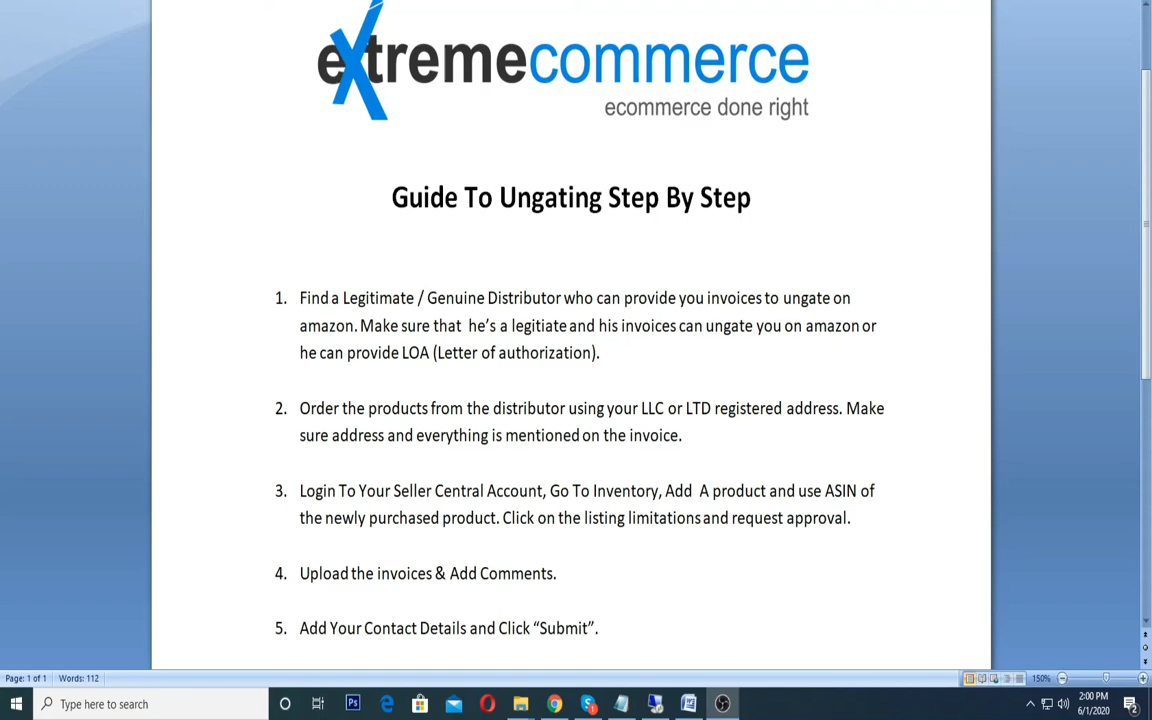 extremecommerce
ecommerce done right
Guide To Ungating Step By Step
1. Find a Legitimate / Genuine Distributor who can provide you invoices to ungate on
amazon. Make sure that he's a legitiate and his invoices can ungate you on amazon or
he can provide LOA (Letter of authorization).
2. Order the products from the distributor using your LLC or LTD registered address. Make
sure address and everything is mentioned on the invoice.
3. Login To Your Seller Central Account, Go To Inventory, Add A product and use ASIN of
the newly purchased product. Click on the listing limitations and request approval.
4. Upload the invoices & Add Comments.
5. Add Your Contact Details and Click “Submit”.
Page: 1 of 1 Words: 112 150%
Type here to search Ps 2:00 PM
6/1/2020